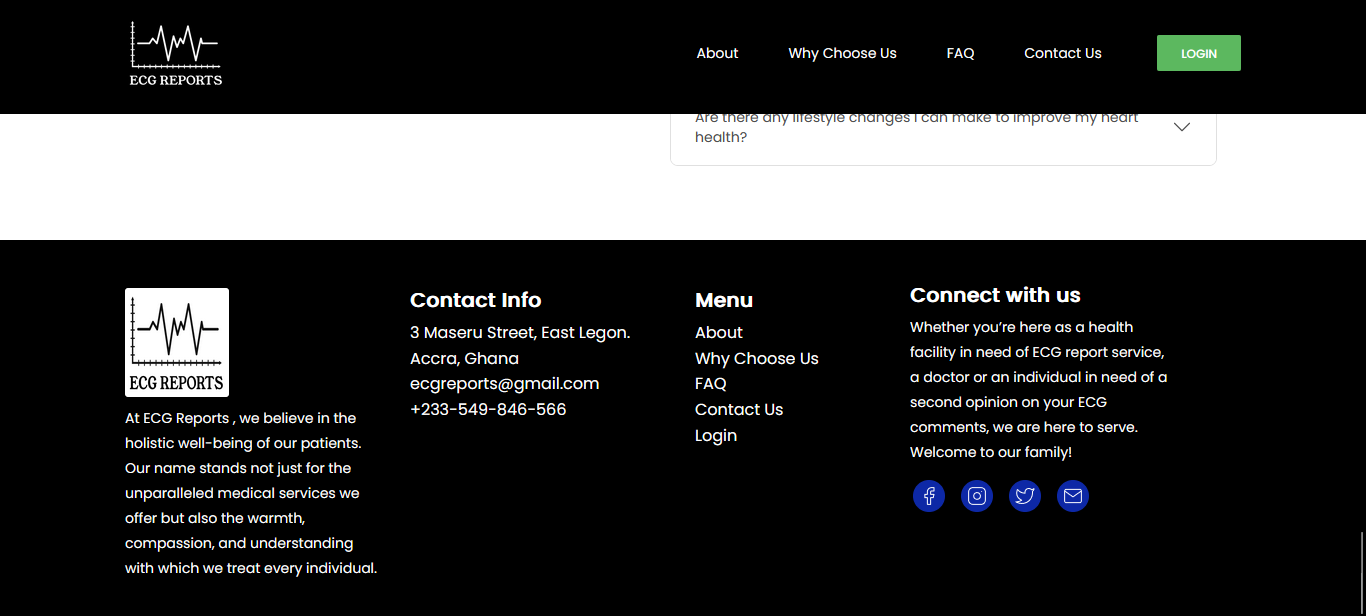 ECG REPORTS
About
Why Choose Us
FAQ
Contact Us
LOGIN
Are there any lifestyle changes I can make to improve my heart
health?
ECG REPORTS
At ECG Reports , we believe in the
holistic well-being of our patients.
Our name stands not just for the
unparalleled medical services we
offer but also the warmth,
compassion, and understanding
with which we treat every individual.
Contact Info
3 Maseru Street, East Legon.
Accra, Ghana
ecgreports@gmail.com
+233-549-846-566
Menu
About
Why Choose Us
FAQ
Contact Us
Login
Connect with us
Whether you’re here as a health
facility in need of ECG report service,
a doctor or an individual in need of a
second opinion on your ECG
comments, we are here to serve.
Welcome to our family!